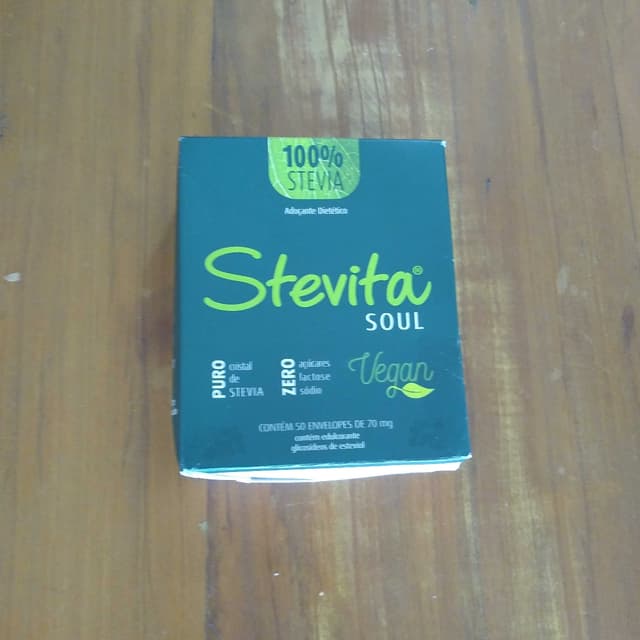 100%
STEVIA
Adoçante Dietético
Stevita®
SOUL
PURO cristal
de
STEVIA
ZERO açúcares
lactose
sódio
Vegan
CONTÉM 50 ENVELOPES DE 70 mg
contém edulcorante
glicosídeos de esteviol